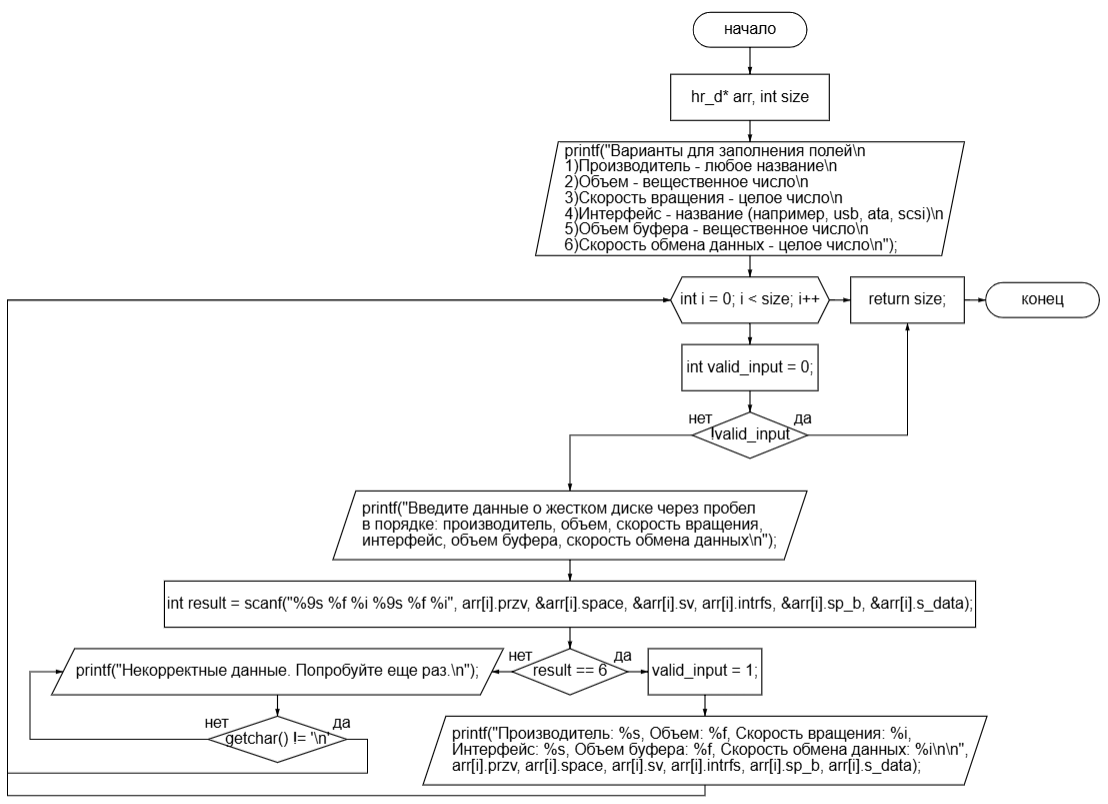 начало
hr_d* arr, int size
printf("Варианты для заполнения полей\n
1)Производитель - любое название\n
2)Объем - вещественное число\n
3)Скорость вращения - целое число\n
4)Интерфейс - название (например, usb, ata, scsi)\n
5)Объем буфера - вещественное число\n
6)Скорость обмена данных - целое число\n");
int i = 0; i < size; i++
return size;
конец
int valid_input = 0;
нет
да
!valid_input
printf("Введите данные о жестком диске через пробел
в порядке: производитель, объем, скорость вращения,
интерфейс, объем буфера, скорость обмена данных\n");
int result = scanf("%9s %f %i %9s %f %i", arr[i].przv, &arr[i].space, &arr[i].sv, arr[i].intrfs, &arr[i].sp_b, &arr[i].s_data);
нет
да
result == 6
printf("Некорректные данные. Попробуйте еще раз.\n");
valid_input = 1;
нет
да
getchar() != '\n'
printf("Производитель: %s, Объем: %f, Скорость вращения: %i,
Интерфейс: %s, Объем буфера: %f, Скорость обмена данных: %i\n\n",
arr[i].przv, arr[i].space, arr[i].sv, arr[i].intrfs, arr[i].sp_b, arr[i].s_data);